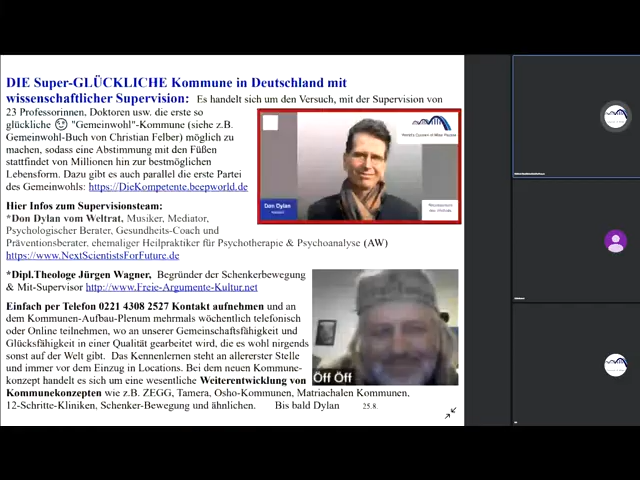 DIE Super-GLÜCKLICHE Kommune in Deutschland mit
wissenschaftlicher Supervision: Es handelt sich um den Versuch, mit der Supervision von
23 Professorinnen, Doktoren usw. die erste so
glückliche 😉 "Gemeinwohl"-Kommune (siehe z.B.
Gemeinwohl-Buch von Christian Felber) möglich zu
machen, sodass eine Abstimmung mit den Füßen
stattfindet von Millionen hin zur bestmöglichen
Lebensform. Dazu gibt es auch parallel die erste Partei
des Gemeinwohls: https://DieKompetente.beepworld.de
World's Council of Wise People
Don Dylan
Hier Infos zum Supervisionsteam:
*Don Dylan vom Weltrat, Musiker, Mediator,
Psychologischer Berater, Gesundheits-Coach und
Präventionsberater, ehemaliger Heilpraktiker für Psychotherapie & Psychoanalyse (AW)
https://www.NextScientistsForFuture.de
*Dipl.Theologe Jürgen Wagner, Begründer der Schenkerbewegung
& Mit-Supervisor http://www.Freie-Argumente-Kultur.net
Einfach per Telefon 0221 4308 2527 Kontakt aufnehmen und an
dem Kommunen-Aufbau-Plenum mehrmals wöchentlich telefonisch
oder Online teilnehmen, wo an unserer Gemeinschaftsfähigkeit und
Glücksfähigkeit in einer Qualität gearbeitet wird, die es wohl nirgends
sonst auf der Welt gibt. Das Kennenlernen steht an allererster Stelle
und immer vor dem Einzug in Locations. Bei dem neuen Kommune-
konzept handelt es sich um eine wesentliche Weiterentwicklung von
Kommunekonzepten wie z.B. ZEGG, Tamera, Osho-Kommunen, Matriachalen Kommunen,
12-Schritte-Kliniken, Schenker-Bewegung und ähnlichen. Bis bald Dylan 25.8.
Öff Öff